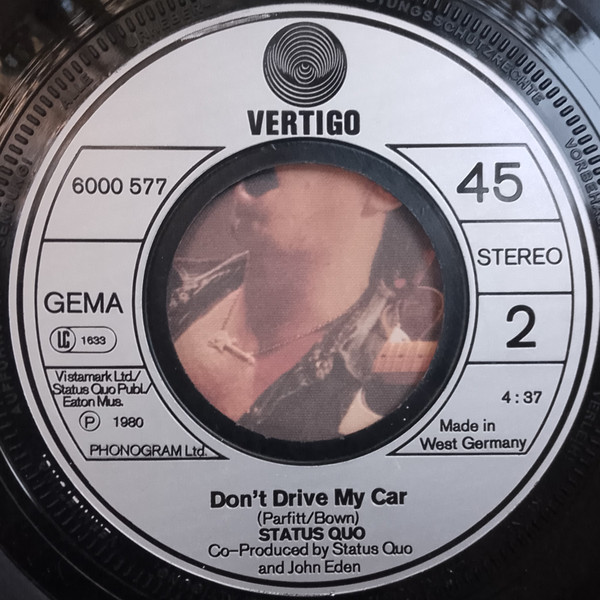 VERTIGO
6000 577
45
STEREO
GEMA
LC 1633
2
Vistamark Ltd./
Status Quo Publ./
Eaton Mus.
℗ 1980
PHONOGRAM Ltd.
4:37
Made in
West Germany
Don't Drive My Car
(Parfitt/Bown)
STATUS QUO
Co-Produced by Status Quo
and John Eden